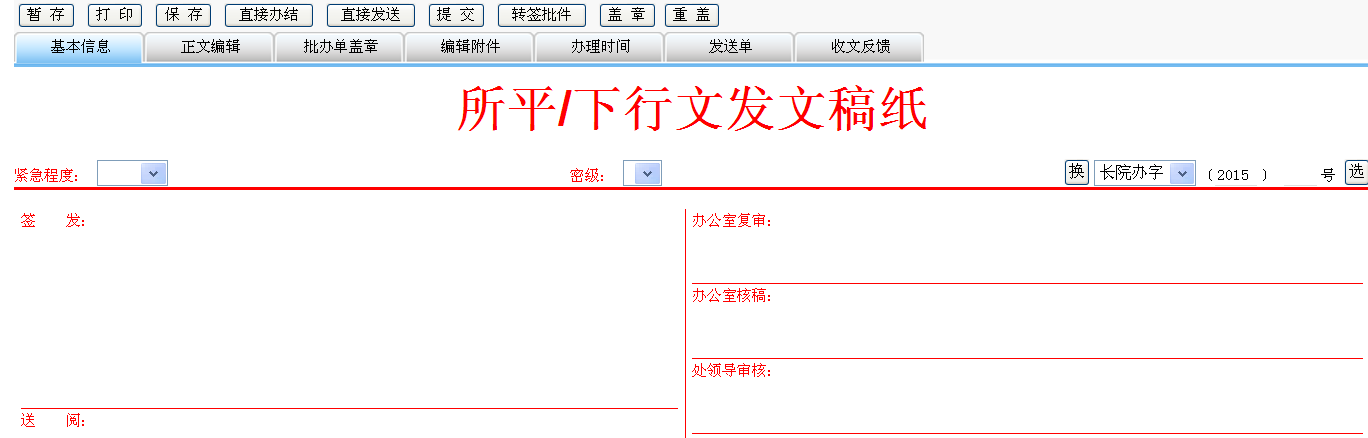 暂 存 打 印 保 存 直接办结 直接发送 提 交 转签批件 盖 章 重 盖
基本信息 正文编辑 批办单盖章 编辑附件 办理时间 发送单 收文反馈
所平/下行文发文稿纸
紧急程度： 密级： 换 长院办字 （2015 ） 号 选
签 发：
办公室复审：
办公室核稿：
处领导审核：
送 阅：